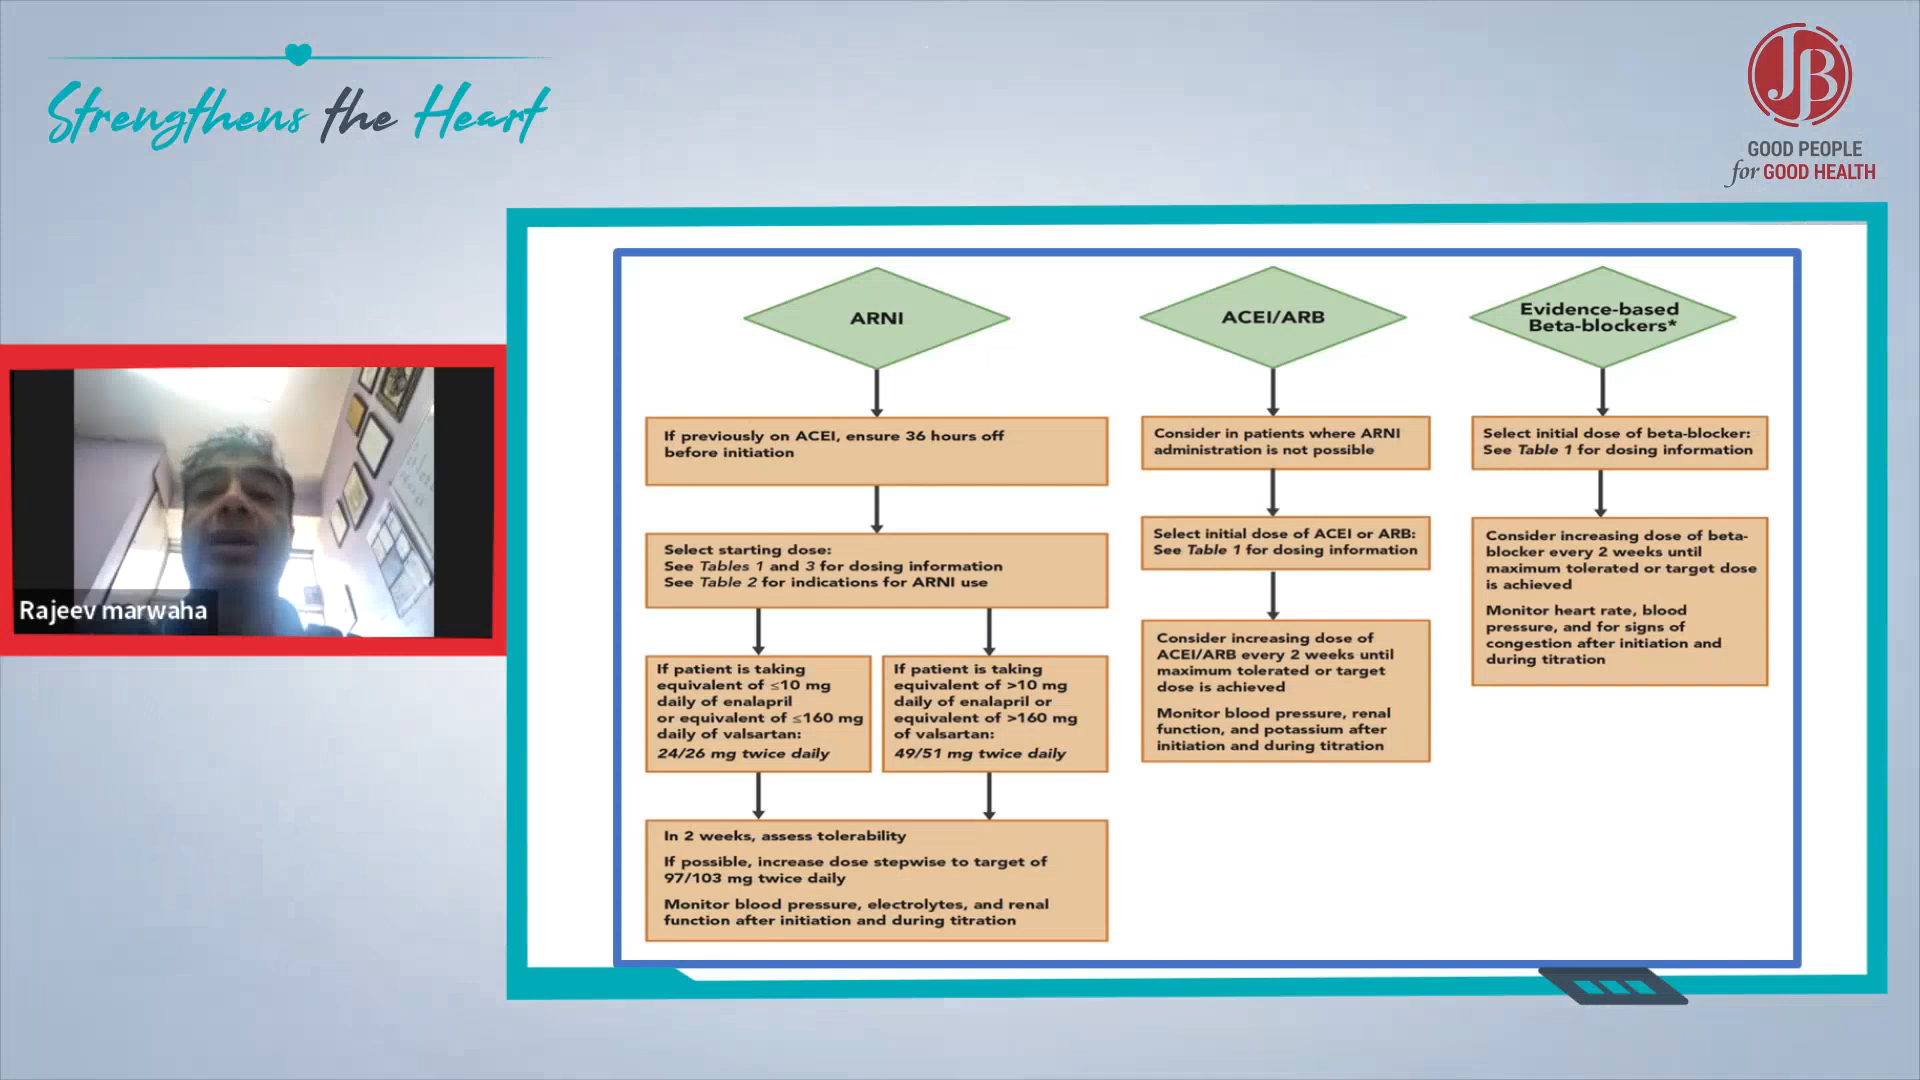 Strengthens the Heart
JB
GOOD PEOPLE
for GOOD HEALTH
Rajeev marwaha
ARNI
If previously on ACEI, ensure 36 hours off
before initiation
Select starting dose:
See Tables 1 and 3 for dosing information
See Table 2 for indications for ARNI use
If patient is taking
equivalent of ≤10 mg
daily of enalapril
or equivalent of ≤160 mg
daily of valsartan:
24/26 mg twice daily
If patient is taking
equivalent of >10 mg
daily of enalapril or
equivalent of >160 mg
of valsartan:
49/51 mg twice daily
In 2 weeks, assess tolerability
If possible, increase dose stepwise to target of
97/103 mg twice daily
Monitor blood pressure, electrolytes, and renal
function after initiation and during titration
ACEI/ARB
Consider in patients where ARNI
administration is not possible
Select initial dose of ACEI or ARB:
See Table 1 for dosing information
Consider increasing dose of
ACEI/ARB every 2 weeks until
maximum tolerated or target
dose is achieved
Monitor blood pressure, renal
function, and potassium after
initiation and during titration
Evidence-based
Beta-blockers*
Select initial dose of beta-blocker:
See Table 1 for dosing information
Consider increasing dose of beta-
blocker every 2 weeks until
maximum tolerated or target dose
is achieved
Monitor heart rate, blood
pressure, and for signs of
congestion after initiation and
during titration